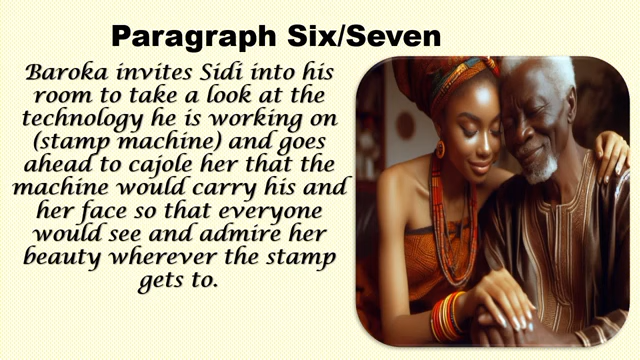 Paragraph Six/Seven
Baroka invites Sidi into his
room to take a look at the
technology he is working on
(stamp machine) and goes
ahead to cajole her that the
machine would carry his and
her face so that everyone
would see and admire her
beauty wherever the stamp
gets to.